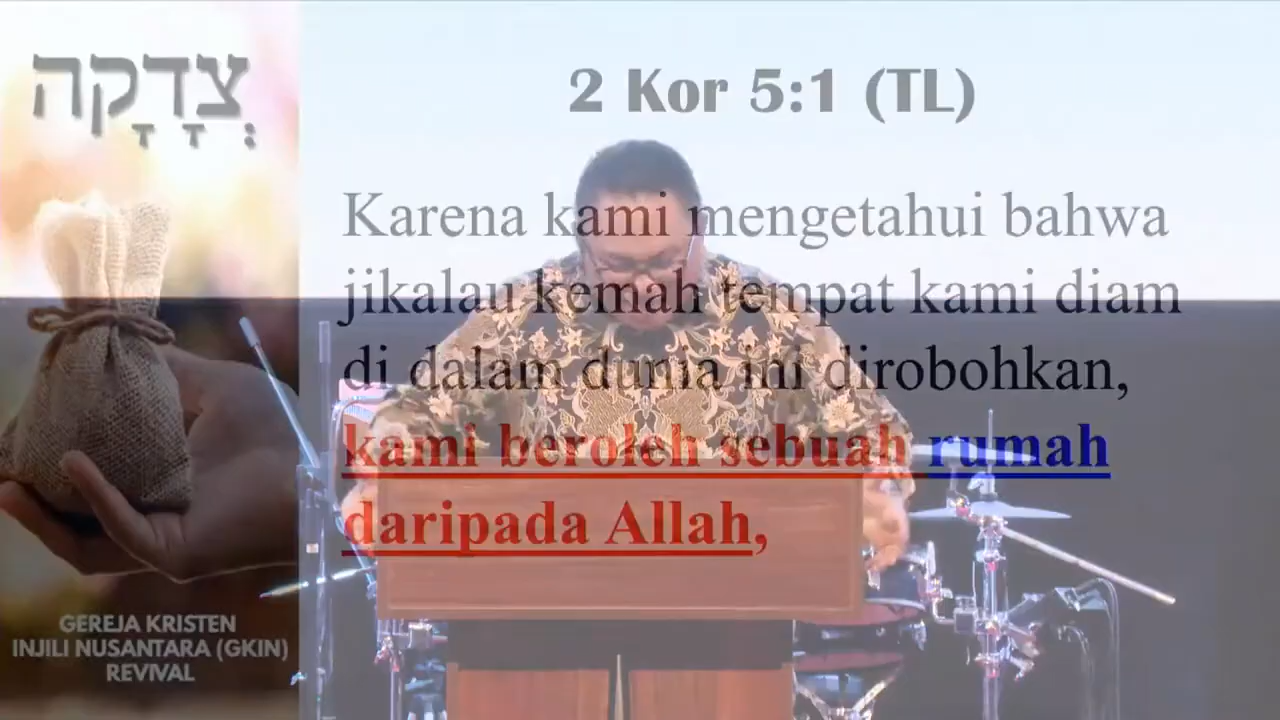 צְדָקָה
2 Kor 5:1 (TL)
Karena kami mengetahui bahwa
jikalau kemah tempat kami diam
di dalam dunia ini dirobohkan,
kami beroleh sebuah rumah
daripada Allah,
GEREJA KRISTEN
INJILI NUSANTARA (GKIN)
REVIVAL